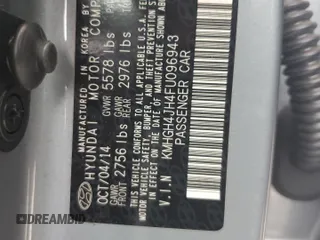 MANUFACTURED IN KOREA BY
HYUNDAI MOTOR COMPANY
OCT/04/14 GVWR 5578 lbs
GAWR FRONT 2756 lbs GAWR REAR 2976 lbs
THIS VEHICLE CONFORMS TO ALL APPLICABLE U.S.A. FEDERAL
MOTOR VEHICLE SAFETY, BUMPER, AND THEFT PREVENTION
STANDARDS IN EFFECT ON THE DATE OF MANUFACTURE SHOWN ABOVE.
V.I.N KMHGH4JH4FU096943
PASSENGER CAR
DREAMBID